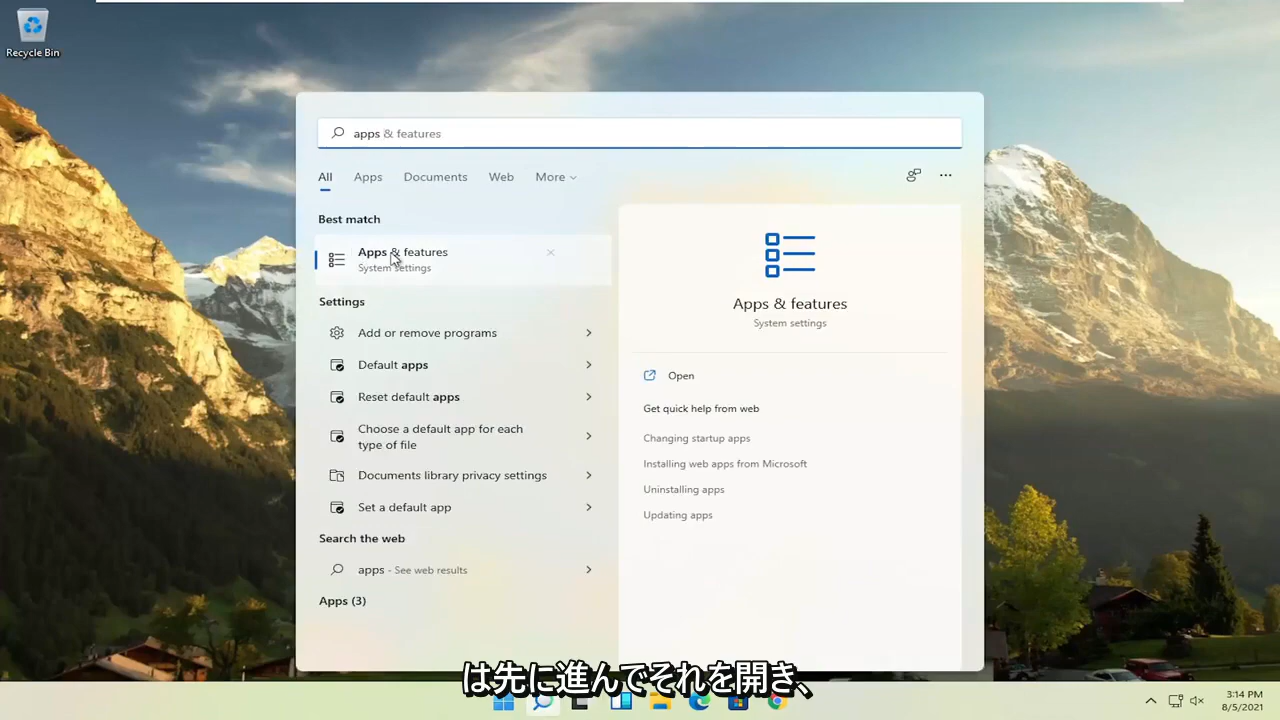 Recycle Bin
apps & features
All Apps Documents Web More
Best match
Apps & features
System settings
Settings
Add or remove programs
Default apps
Reset default apps
Choose a default app for each
type of file
Documents library privacy settings
Set a default app
Search the web
apps - See web results
Apps (3)
Apps & features
System settings
Open
Get quick help from web
Changing startup apps
Installing web apps from Microsoft
Uninstalling apps
Updating apps
は先に進んでそれを開き、
3:14 PM
8/5/2021